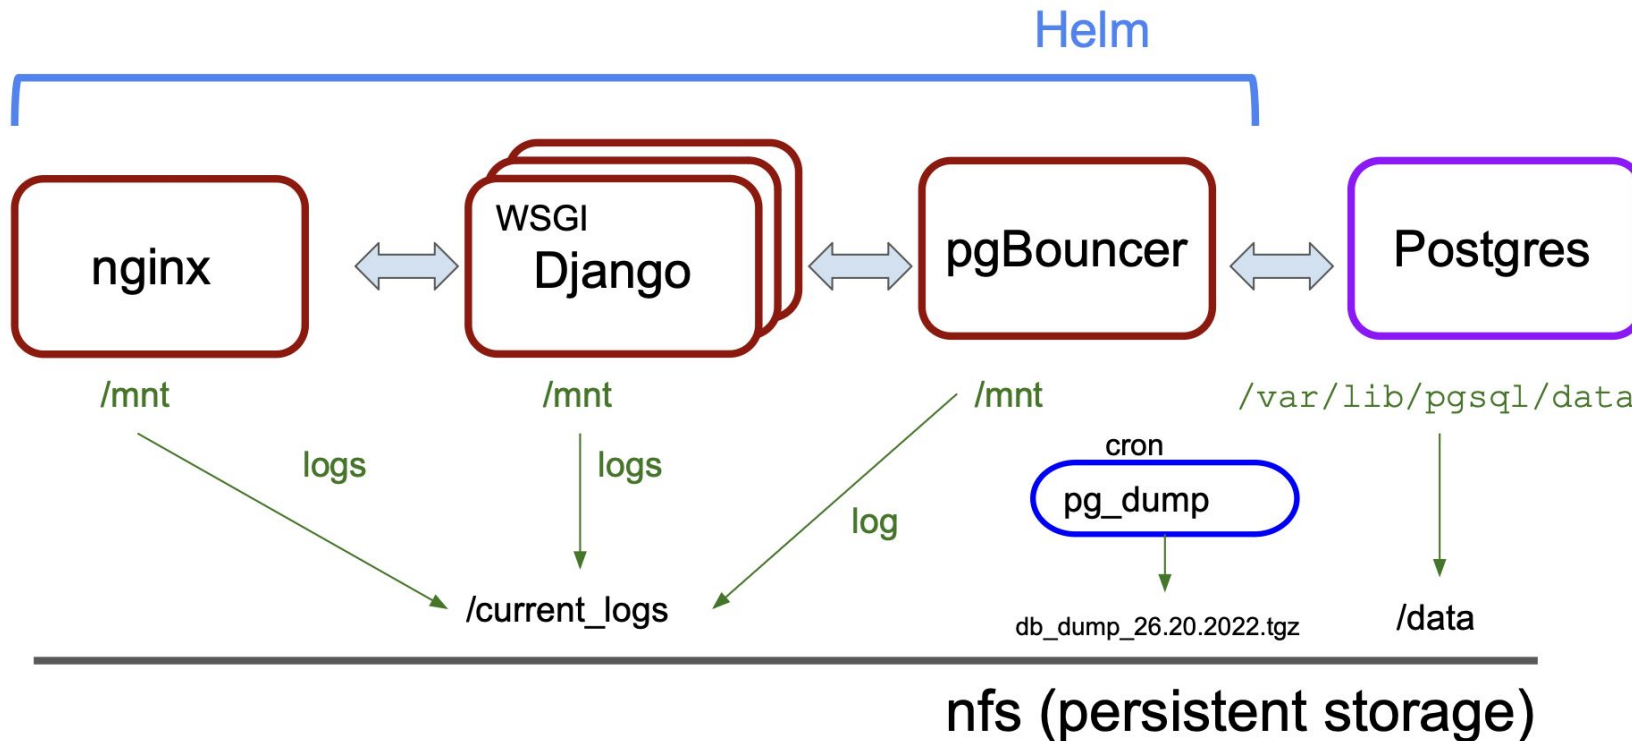 Helm
nginx
WSGI
Django
pgBouncer
Postgres
/mnt
/mnt
/mnt
/var/lib/pgsql/data
logs
logs
log
cron
pg_dump
/current_logs
db_dump_26.20.2022.tgz
/data
nfs (persistent storage)